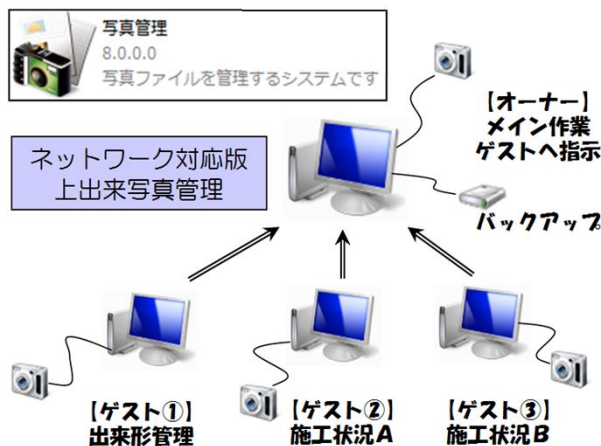 写真管理
8.0.0.0
写真ファイルを管理するシステムです
【オーナー】
メイン作業
ゲストへ指示
ネットワーク対応版
上出来写真管理
バックアップ
【ゲスト①】
出来形管理
【ゲスト②】
施工状況A
【ゲスト③】
施工状況B